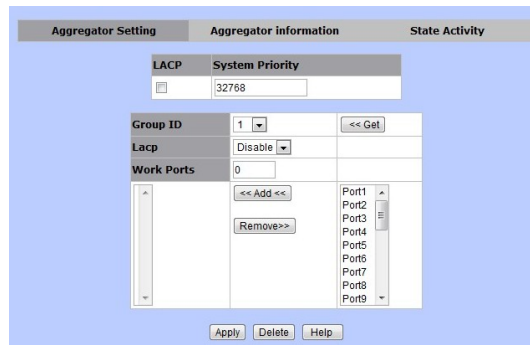 Aggregator Setting Aggregator information State Activity
LACP System Priority
32768
Group ID 1 << Get
Lacp Disable
Work Ports 0
<< Add << Port1
Port2
Remove>> Port3
Port4
Port5
Port6
Port7
Port8
Port9
Apply Delete Help